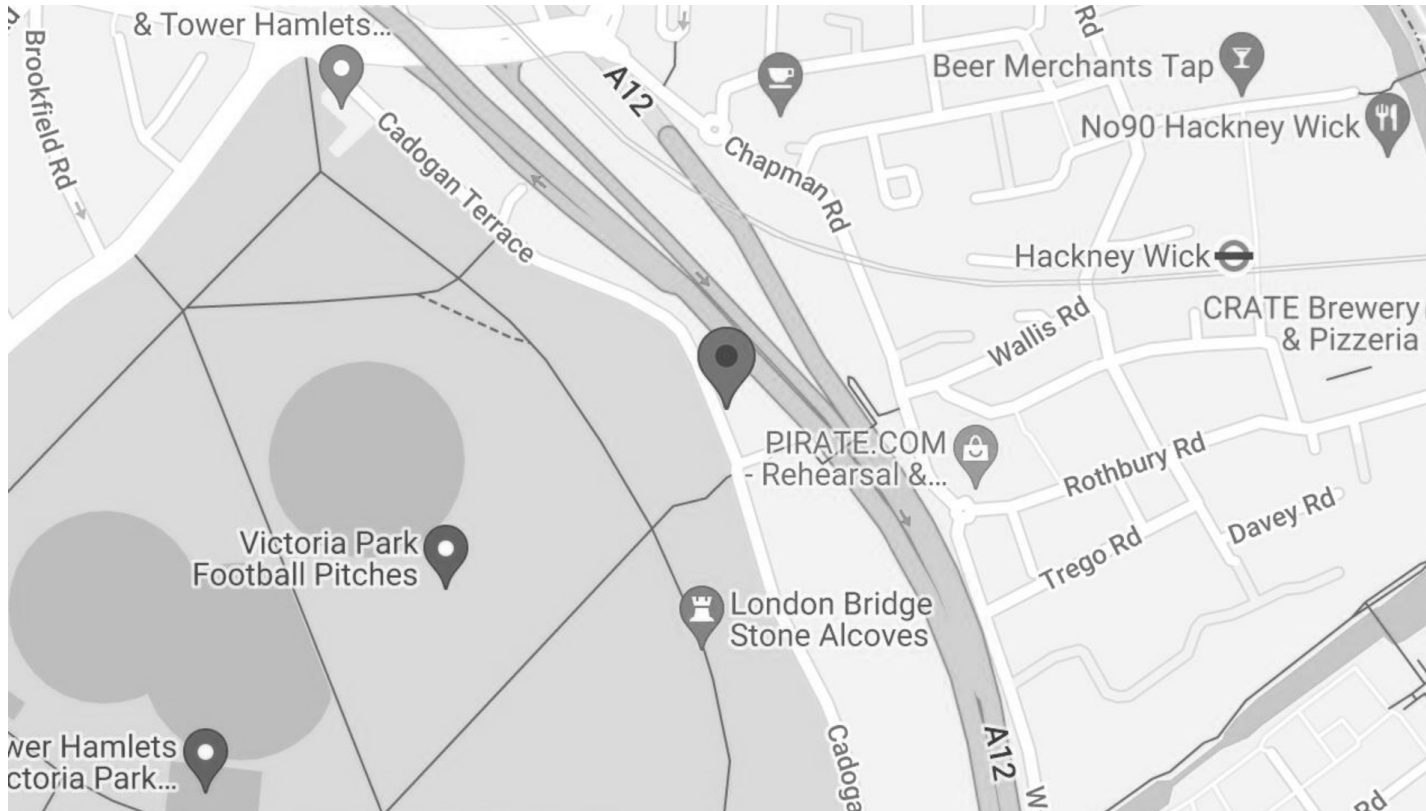 & Tower Hamlets...
Brookfield Rd
Cadogan Terrace
A12
Chapman Rd
Rd
Beer Merchants Tap
No90 Hackney Wick
Hackney Wick
CRATE Brewery
& Pizzeria
Wallis Rd
PIRATE.COM
- Rehearsal &...
Rothbury Rd
Trego Rd
Davey Rd
Victoria Park
Football Pitches
London Bridge
Stone Alcoves
wer Hamlets
ctoria Park...
Cadoga
A12
W
Rd